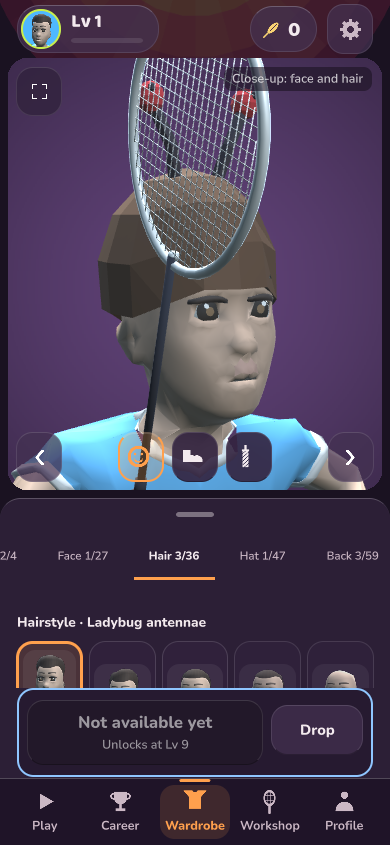 Lv 1
0
Close-up: face and hair
2/4
Face 1/27
Hair 3/36
Hat 1/47
Back 3/59
Hairstyle · Ladybug antennae
Not available yet
Unlocks at Lv 9
Drop
Play
Career
Wardrobe
Workshop
Profile